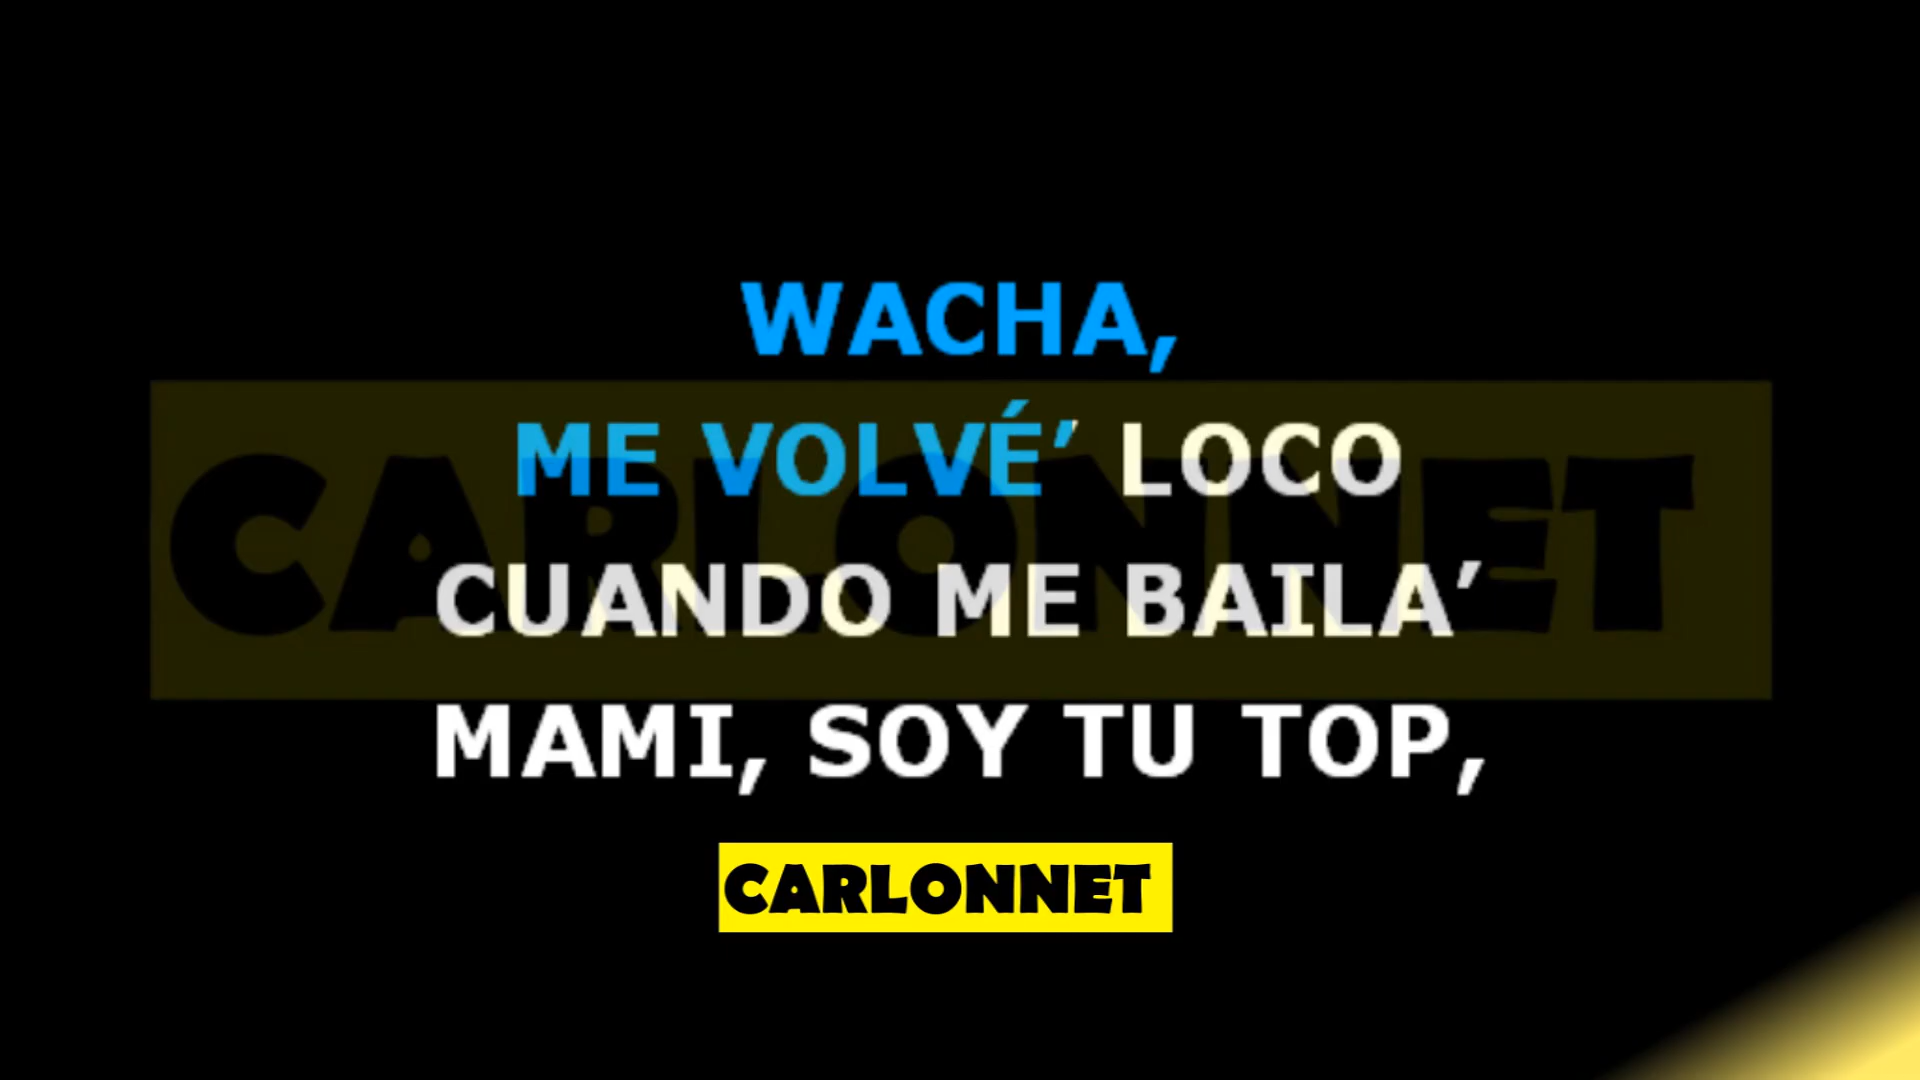 WACHA,
ME VOLVÉ’ LOCO
CARLONNET
CUANDO ME BAILA’
MAMI, SOY TU TOP,
CARLONNET